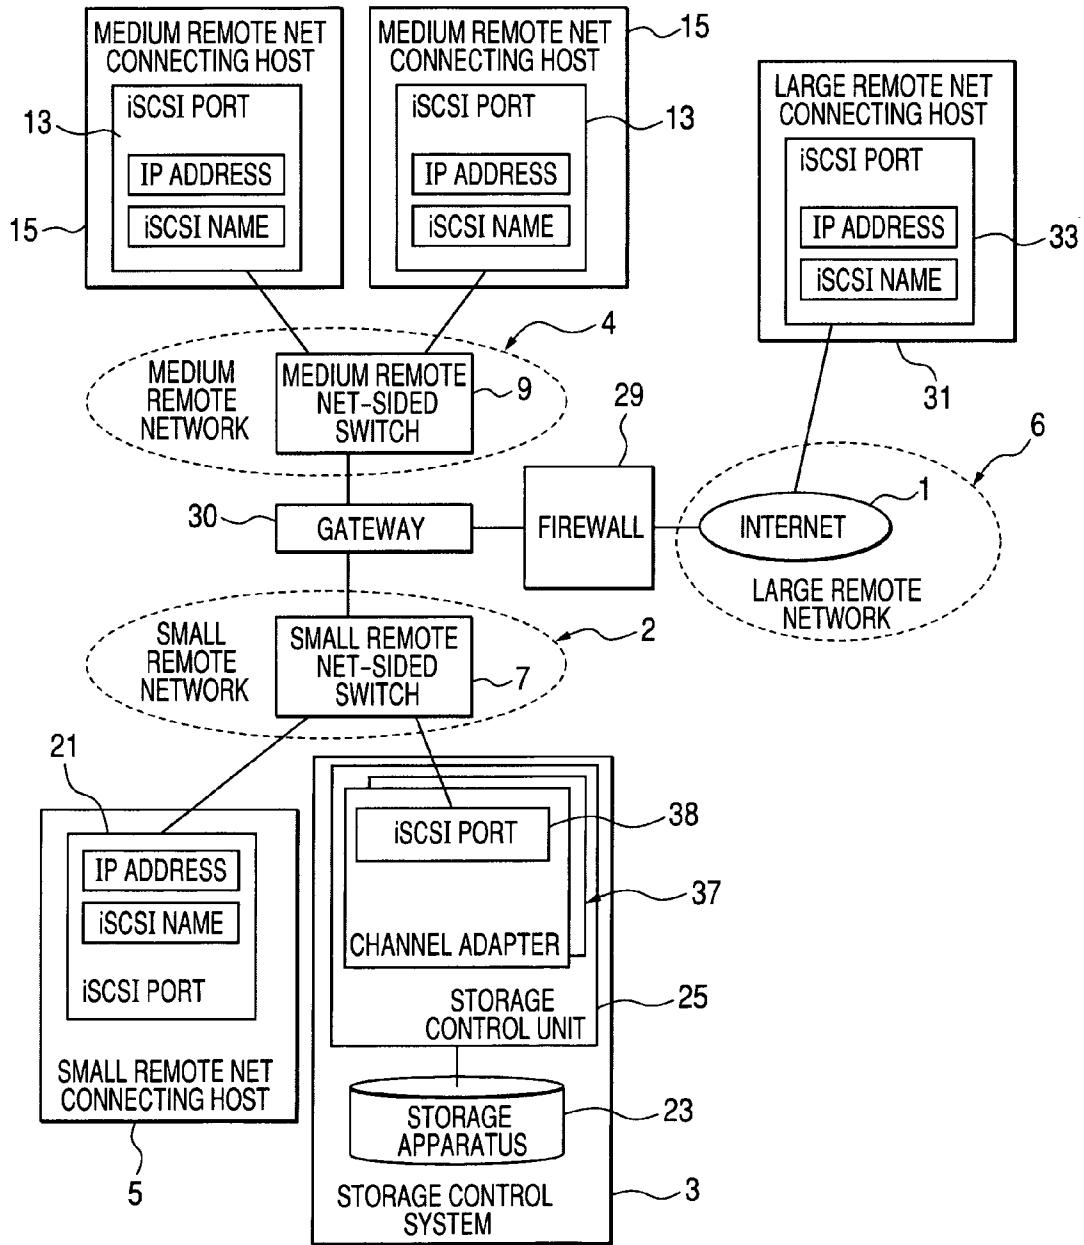 MEDIUM REMOTE NET
CONNECTING HOST
iSCSI PORT
IP ADDRESS
iSCSI NAME
13
15
MEDIUM REMOTE NET
CONNECTING HOST
iSCSI PORT
IP ADDRESS
iSCSI NAME
15
13
LARGE REMOTE NET
CONNECTING HOST
iSCSI PORT
IP ADDRESS
iSCSI NAME
33
31
MEDIUM
REMOTE
NETWORK
MEDIUM REMOTE
NET-SIDED
SWITCH
4
9
29
30
GATEWAY
FIREWALL
INTERNET
1
6
LARGE REMOTE
NETWORK
SMALL
REMOTE
NETWORK
SMALL REMOTE
NET-SIDED
SWITCH
2
7
21
IP ADDRESS
iSCSI NAME
iSCSI PORT
SMALL REMOTE NET
CONNECTING HOST
5
iSCSI PORT
38
37
CHANNEL ADAPTER
STORAGE
CONTROL UNIT
25
STORAGE
APPARATUS
23
STORAGE CONTROL
SYSTEM
3